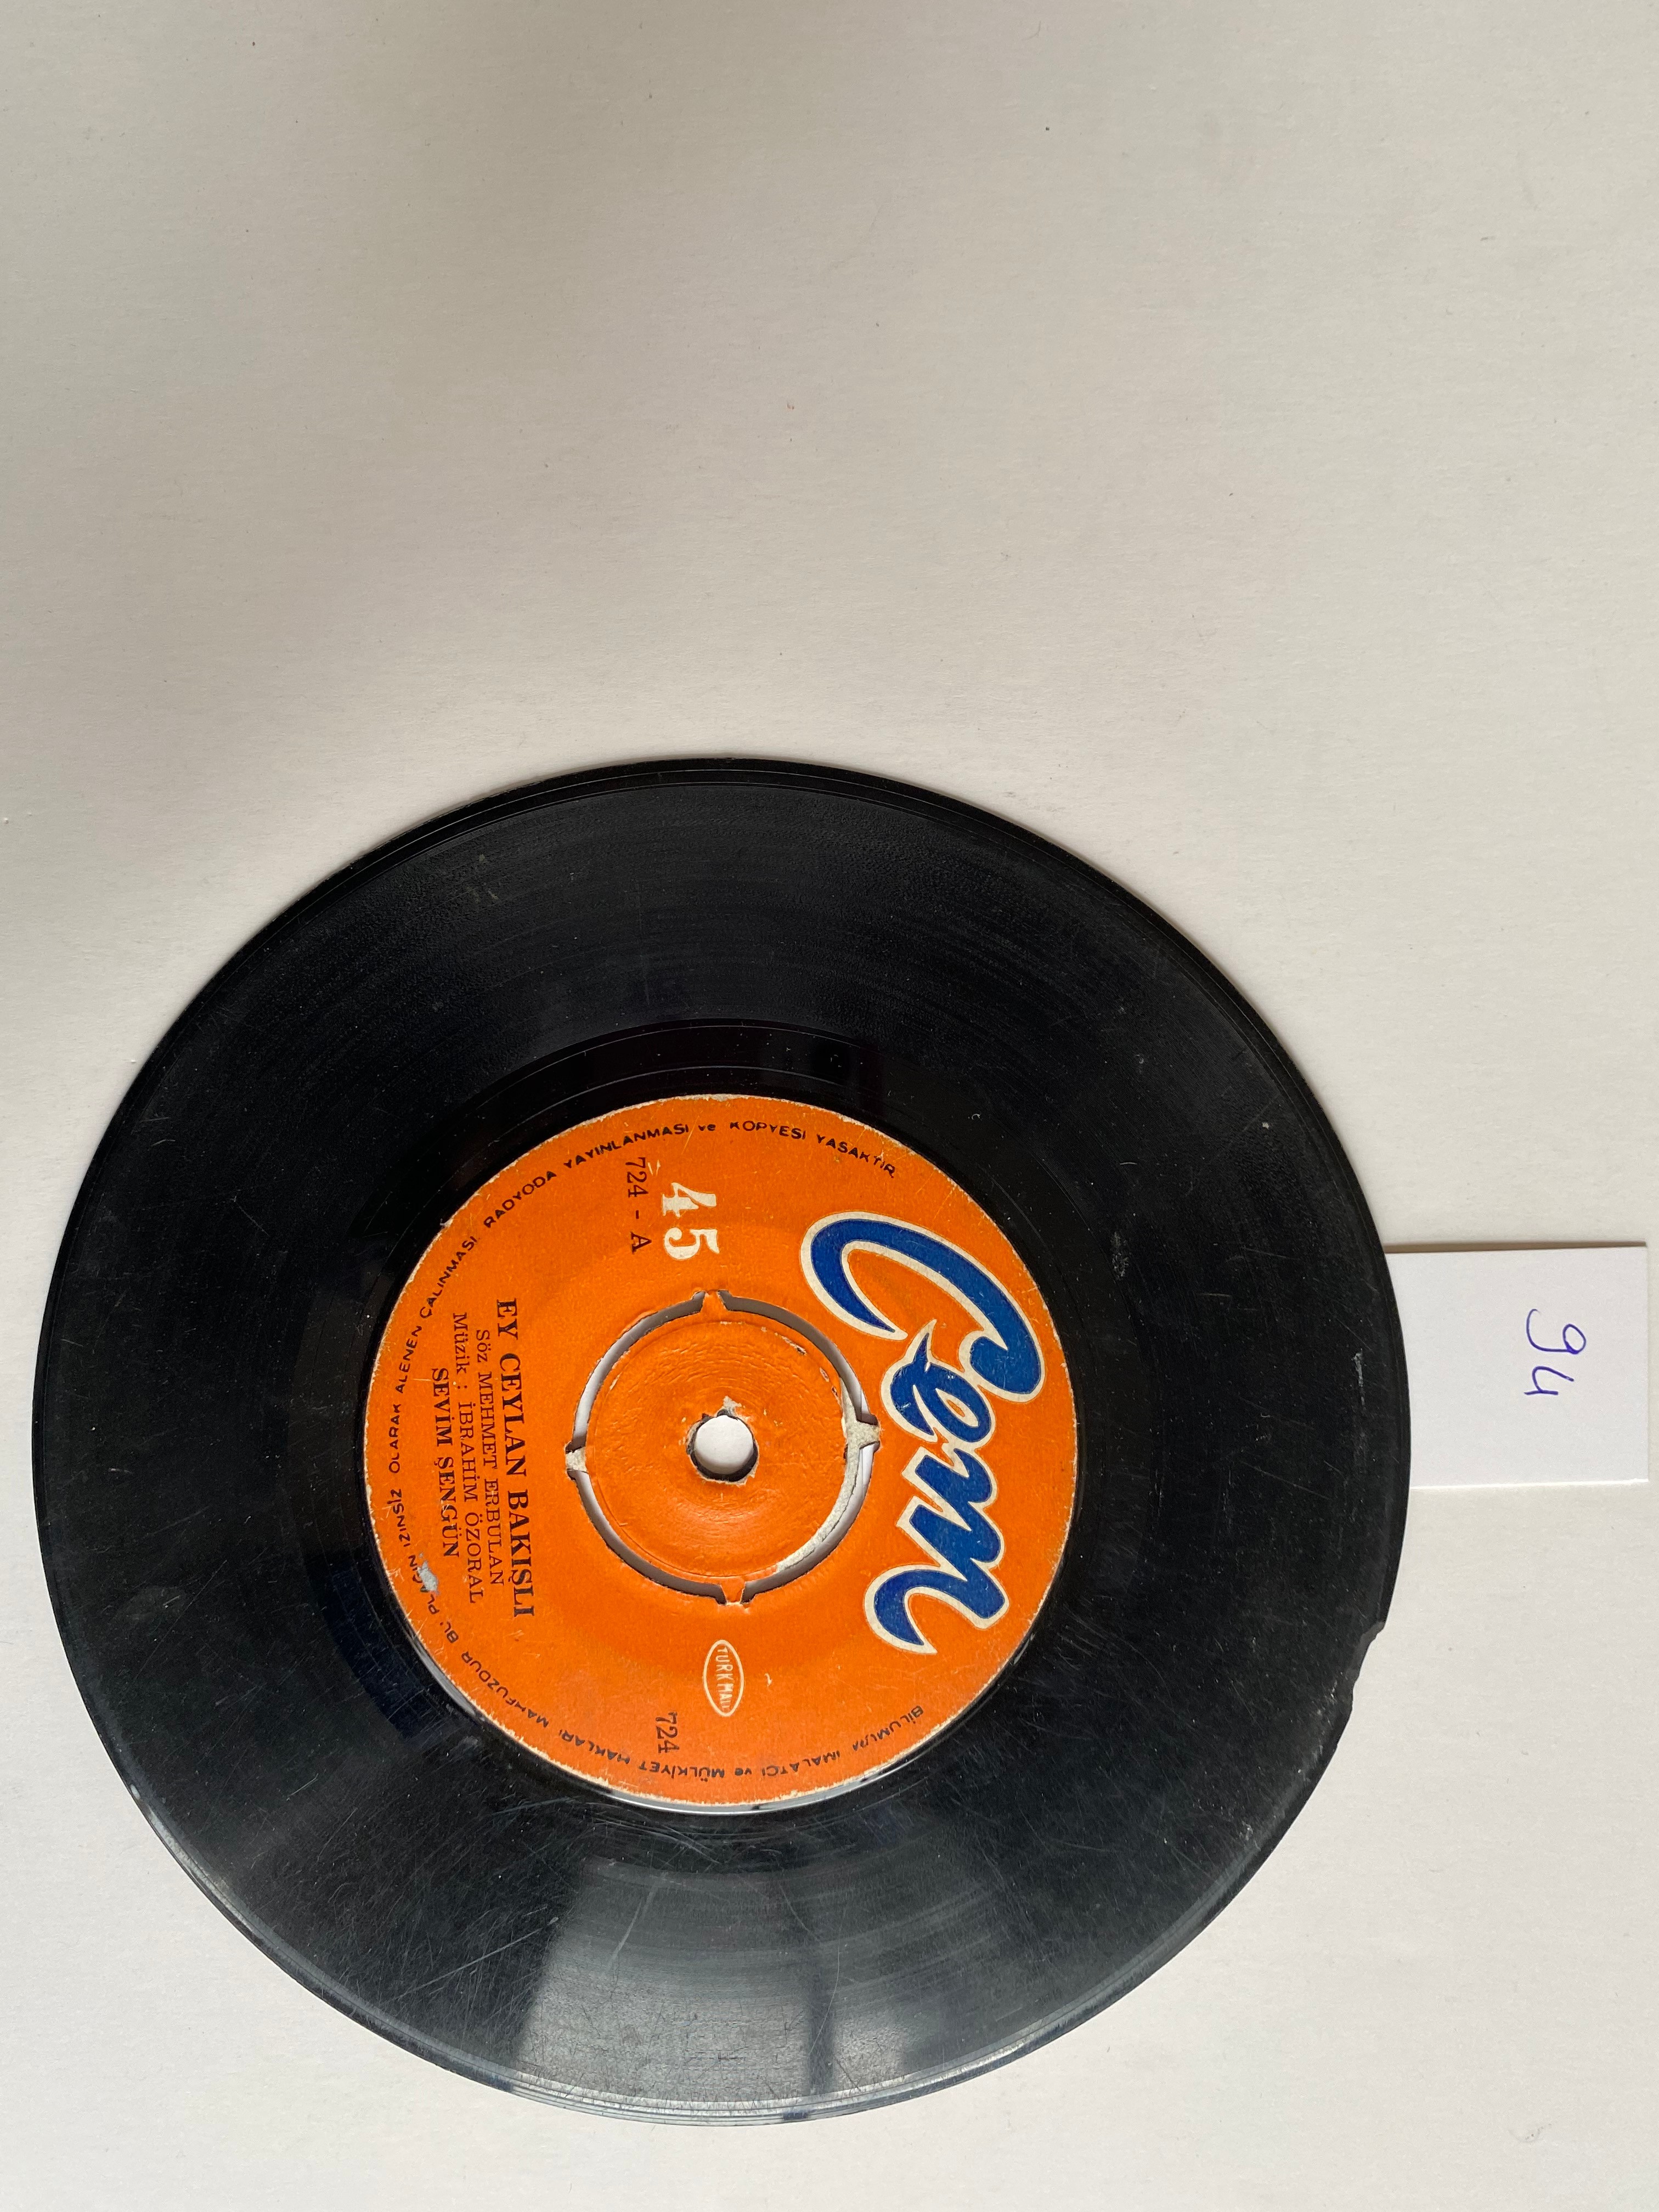 94
Cem
45
724 - A
TÜRK MALI
724
EY CEYLAN BAKIŞLI
Söz MEHMET ERBULAN
Müzik : İBRAHİM ÖZORAL
SEVİM ŞENGÜN
BİLUMUM İMALATÇI ve MÜLKİYET HAKLARI MAHFUZDUR BU PLAĞIN İZİNSİZ OLARAK ALENEN ÇALINMASI RADYODA YAYINLANMASI ve KOPYESİ YASAKTIR